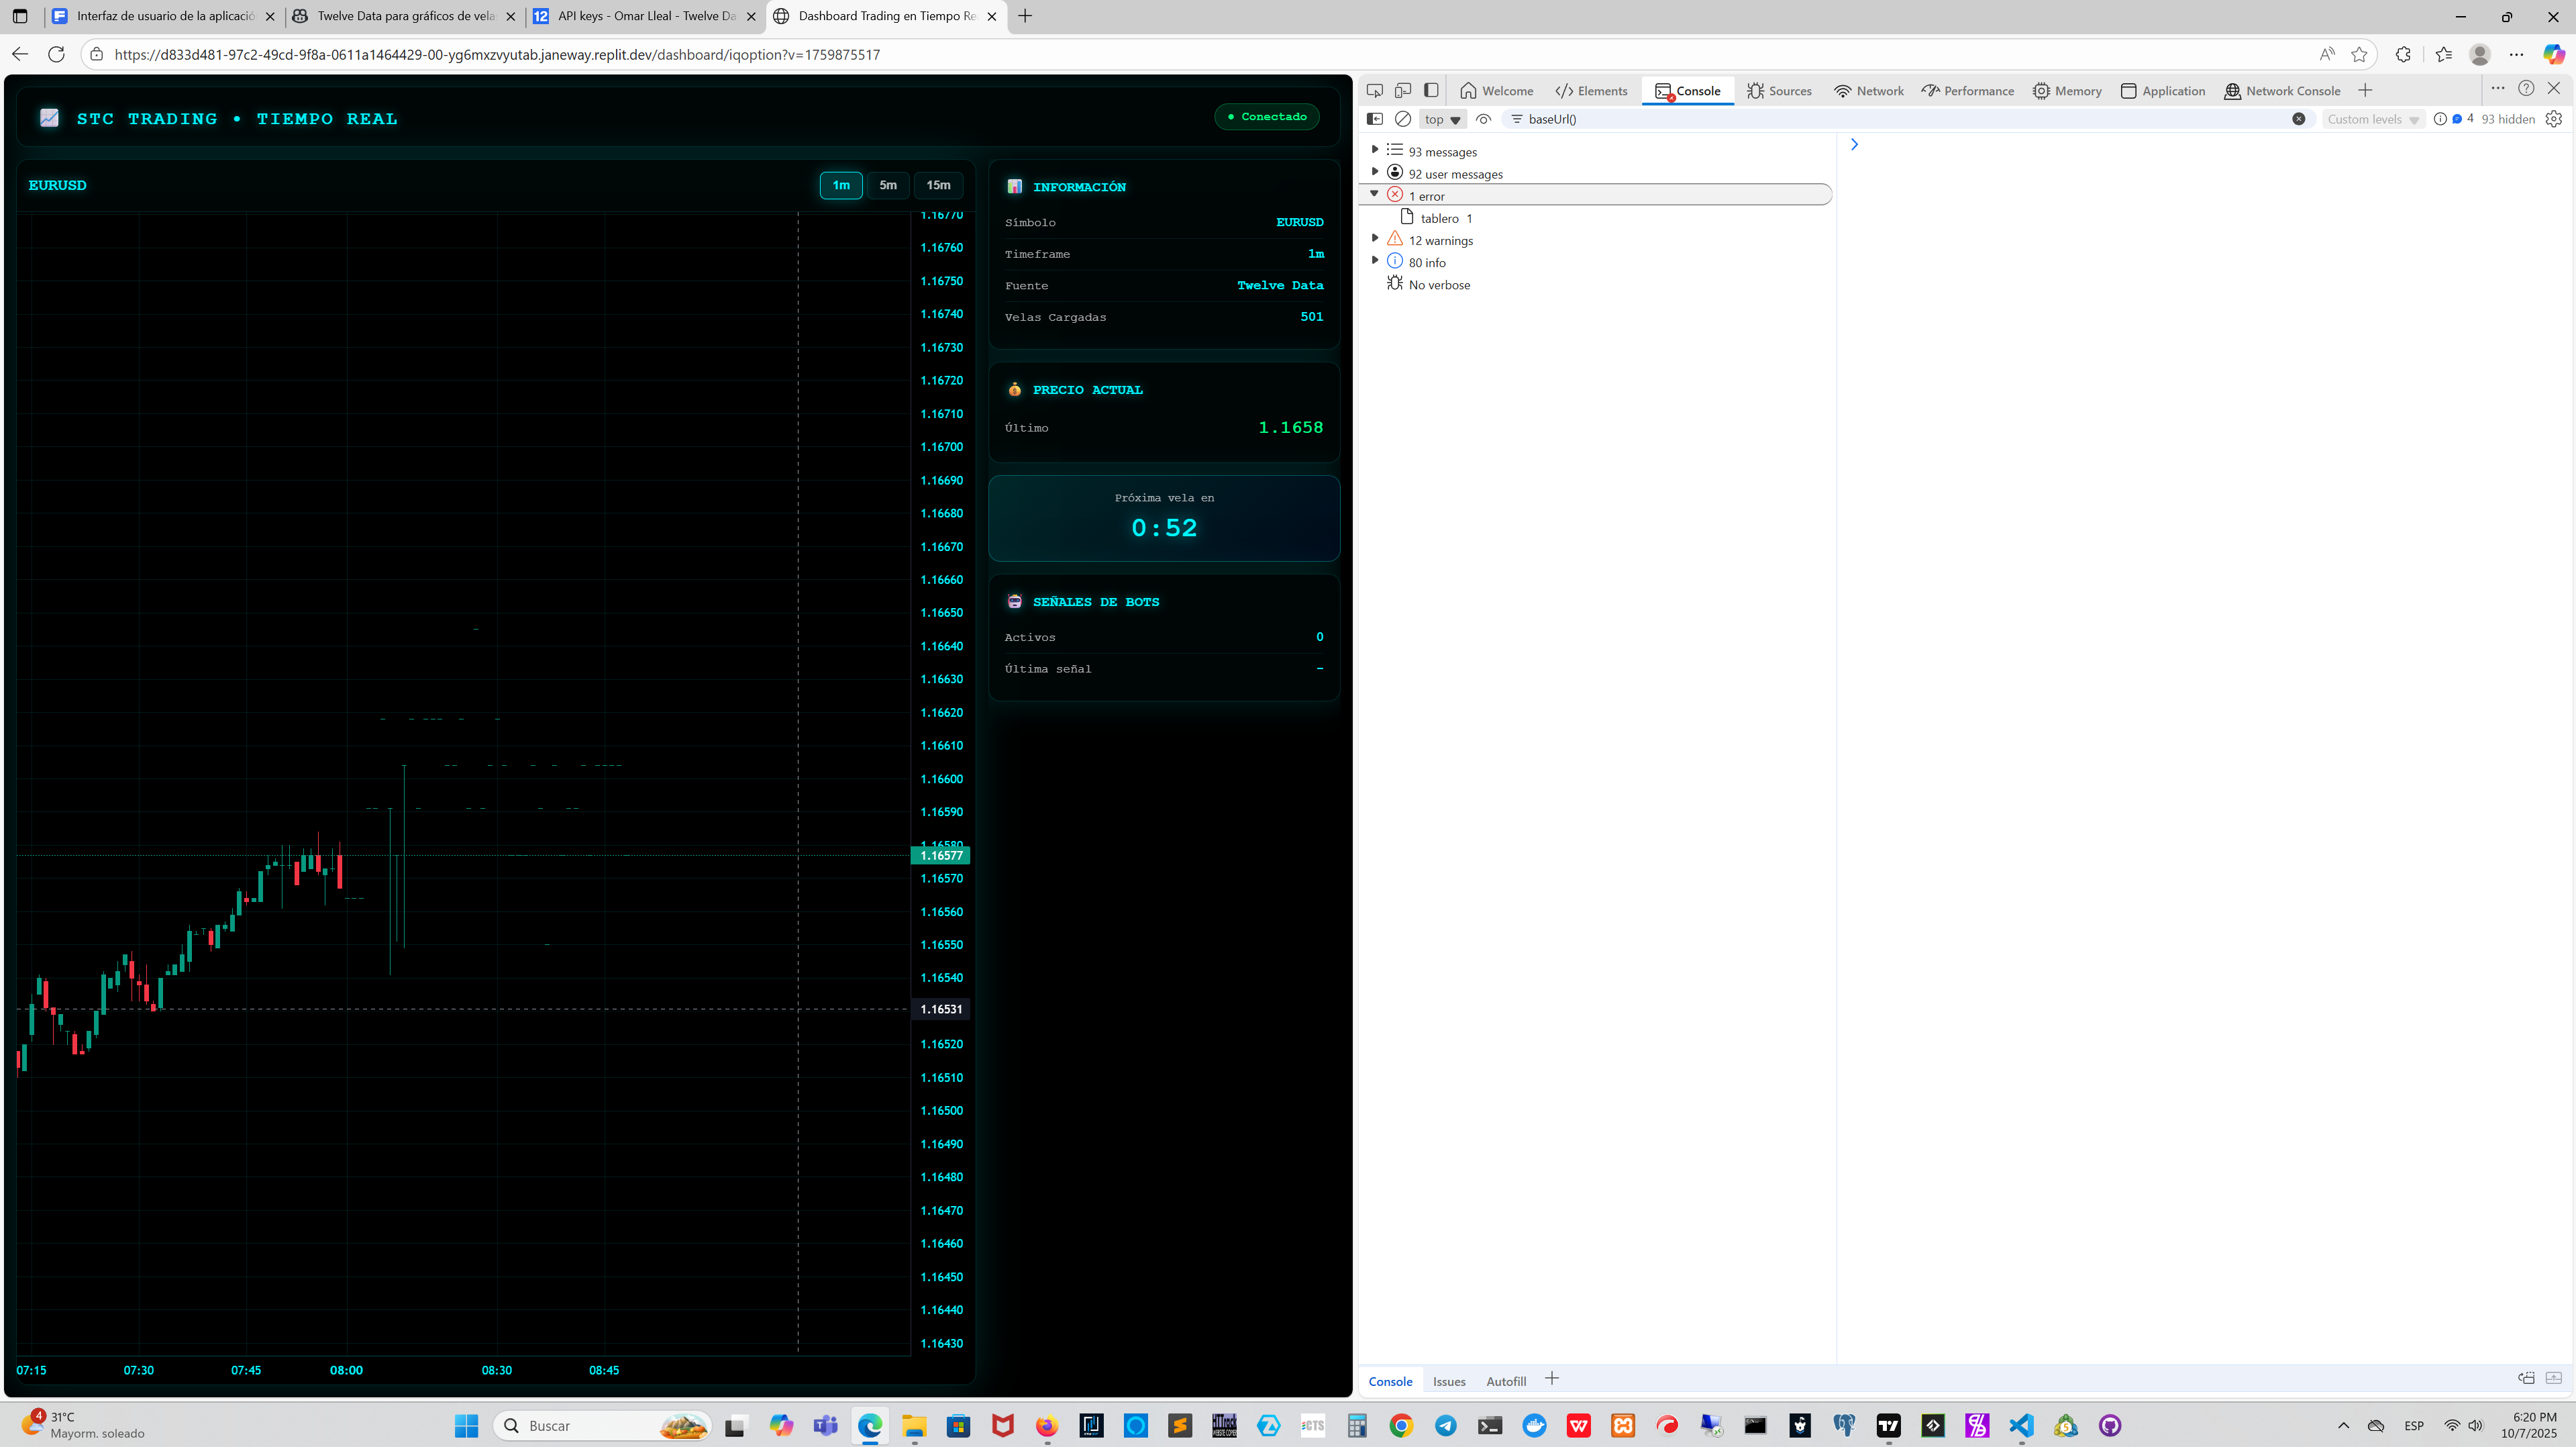 Interfaz de usuario de la aplicació
Twelve Data para gráficos de vela
12 API keys - Omar Lleal - Twelve Da
Dashboard Trading en Tiempo Re
https://d833d481-97c2-49cd-9f8a-0611a1464429-00-yg6mxzvyutab.janeway.replit.dev/dashboard/iqoption?v=1759875517
STC TRADING • TIEMPO REAL
Conectado
EURUSD
1m 5m 15m
1.16770
1.16760
1.16750
1.16740
1.16730
1.16720
1.16710
1.16700
1.16690
1.16680
1.16670
1.16660
1.16650
1.16640
1.16630
1.16620
1.16610
1.16600
1.16590
1.16580
1.16577
1.16570
1.16560
1.16550
1.16540
1.16531
1.16520
1.16510
1.16500
1.16490
1.16480
1.16470
1.16460
1.16450
1.16440
1.16430
07:15 07:30 07:45 08:00 08:30 08:45
INFORMACIÓN
Símbolo EURUSD
Timeframe 1m
Fuente Twelve Data
Velas Cargadas 501
PRECIO ACTUAL
Último 1.1658
Próxima vela en
0:52
SEÑALES DE BOTS
Activos 0
Última señal -
Welcome Elements Console Sources Network Performance Memory Application Network Console
top baseUrl() Custom levels 4 93 hidden
93 messages
92 user messages
1 error
tablero 1
12 warnings
80 info
No verbose
Console Issues Autofill
4 31°C
Mayorm. soleado
Buscar
ESP
6:20 PM
10/7/2025